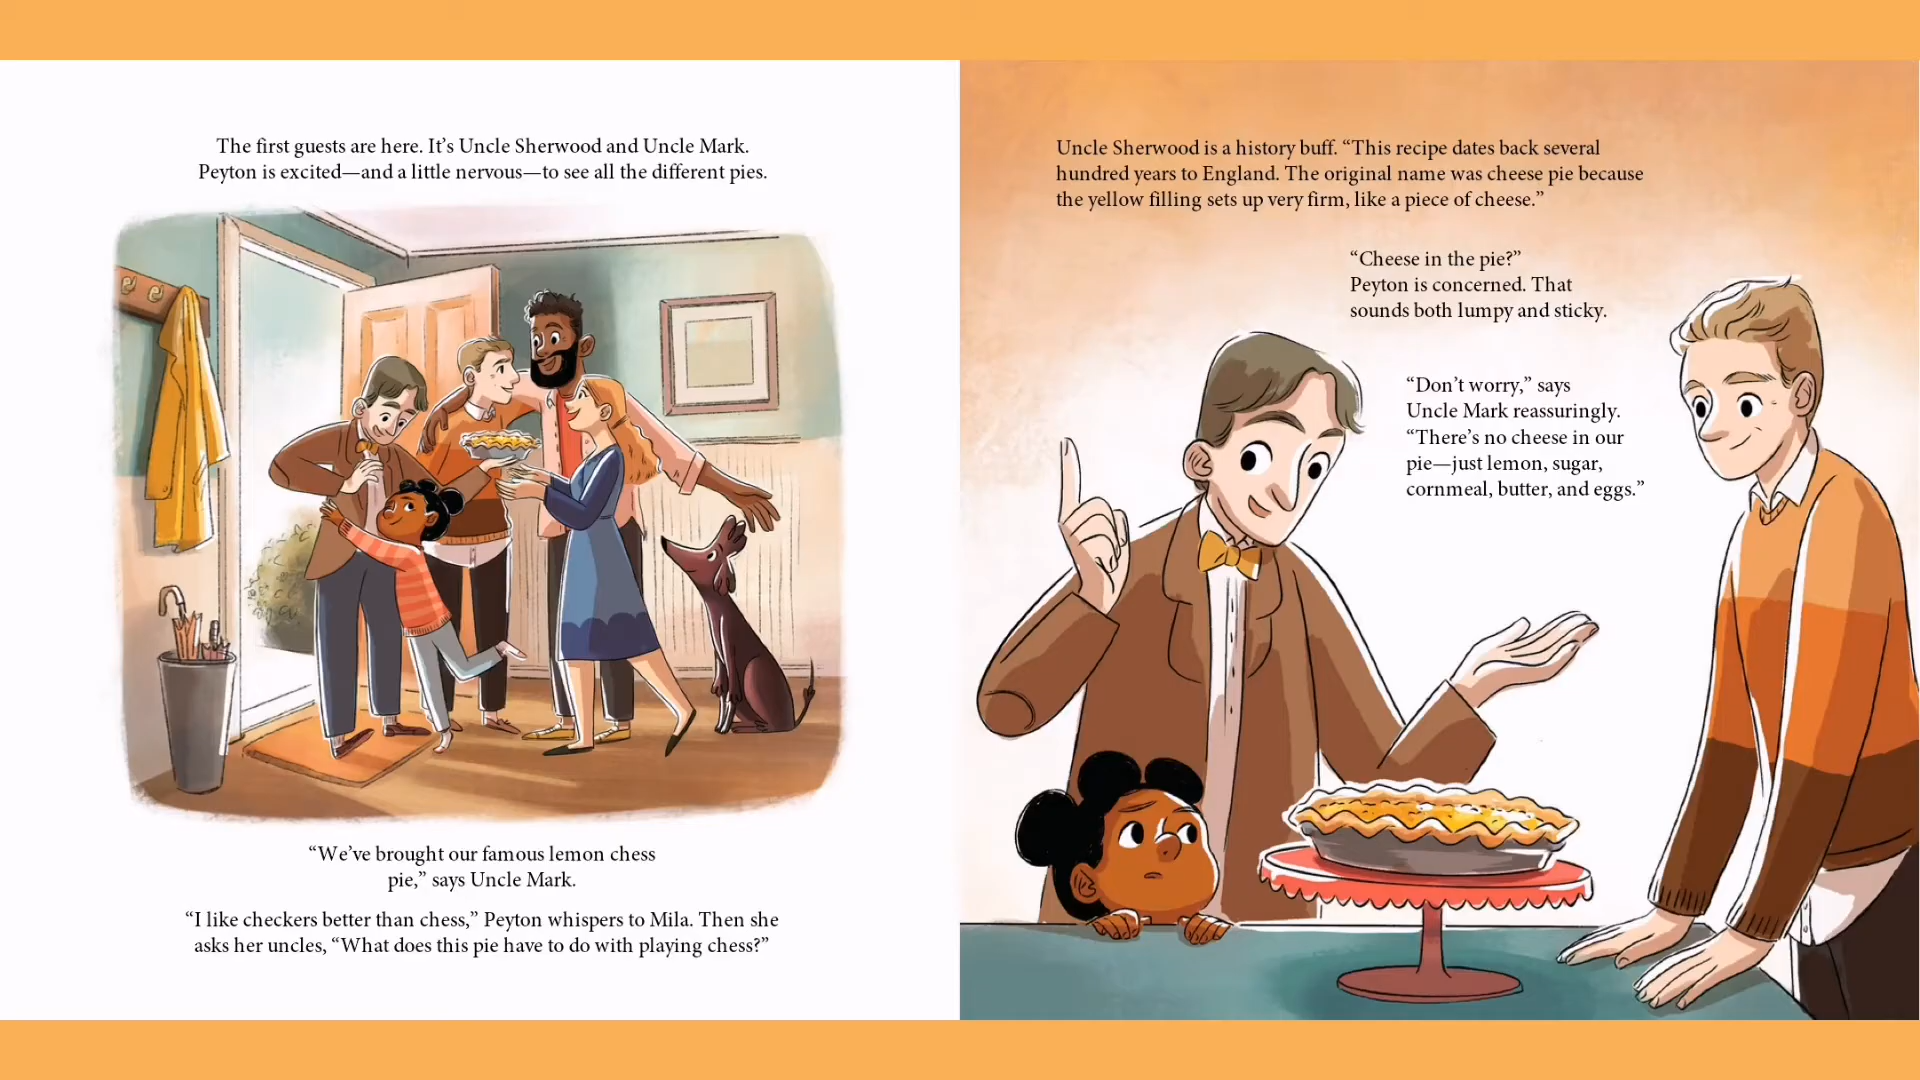 The first guests are here. It’s Uncle Sherwood and Uncle Mark.
Peyton is excited—and a little nervous—to see all the different pies.
“We’ve brought our famous lemon chess
pie,” says Uncle Mark.
“I like checkers better than chess,” Peyton whispers to Mila. Then she
asks her uncles, “What does this pie have to do with playing chess?”
Uncle Sherwood is a history buff. “This recipe dates back several
hundred years to England. The original name was cheese pie because
the yellow filling sets up very firm, like a piece of cheese.”
“Cheese in the pie?”
Peyton is concerned. That
sounds both lumpy and sticky.
“Don’t worry,” says
Uncle Mark reassuringly.
“There’s no cheese in our
pie—just lemon, sugar,
cornmeal, butter, and eggs.”